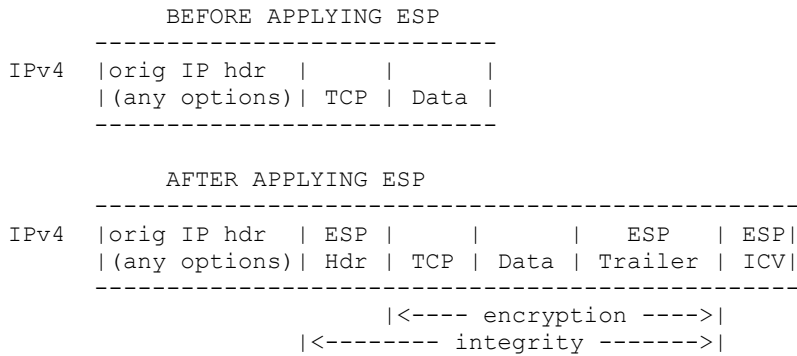 BEFORE APPLYING ESP
----------------------------
IPv4 |orig IP hdr | | |
|(any options)| TCP | Data |
----------------------------
AFTER APPLYING ESP
-------------------------------------------------
IPv4 |orig IP hdr | ESP | | | ESP | ESP|
|(any options)| Hdr | TCP | Data | Trailer | ICV|
-------------------------------------------------
|<---- encryption ---->|
|<-------- integrity ------->|